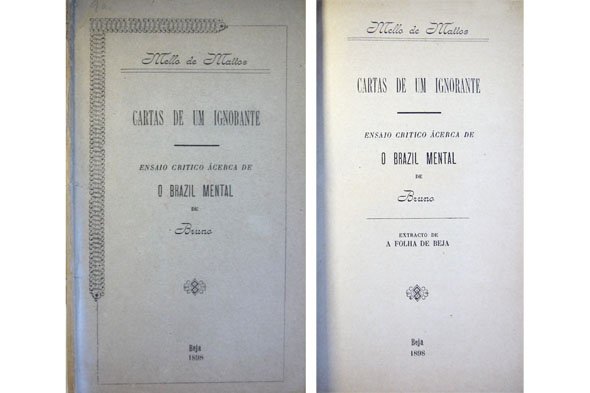 Mello de Mattos
CARTAS DE UM IGNORANTE
ENSAIO CRITICO ÁCERCA DE
O BRAZIL MENTAL
DE
Bruno
Beja
1898
Mello de Mattos
CARTAS DE UM IGNORANTE
ENSAIO CRITICO ÁCERCA DE
O BRAZIL MENTAL
DE
Bruno
EXTRACTO DE
A FOLHA DE BEJA
Beja
1898